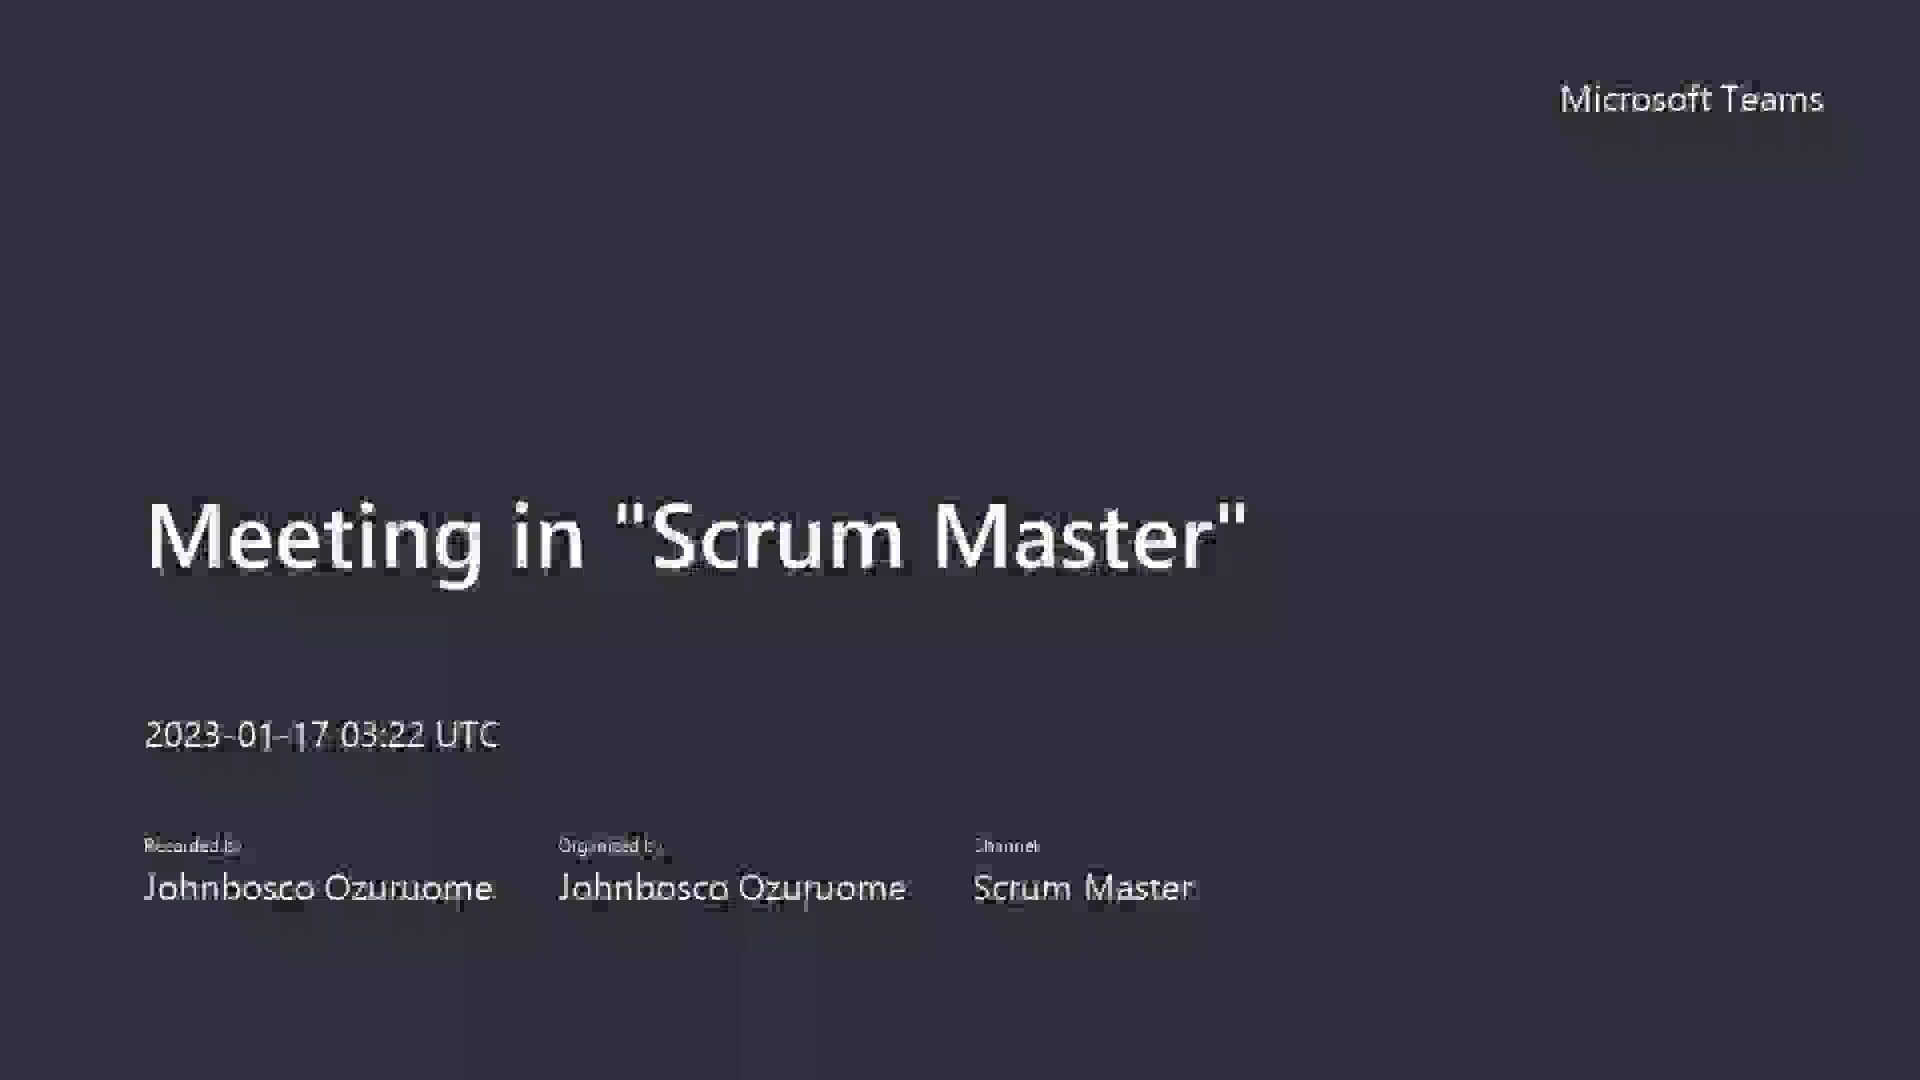 Microsoft Teams
Meeting in "Scrum Master"
2023-01-17 03:22 UTC
Recorded by Organized by Channel
Johnbosco Ozuruome Johnbosco Ozuruome Scrum Master